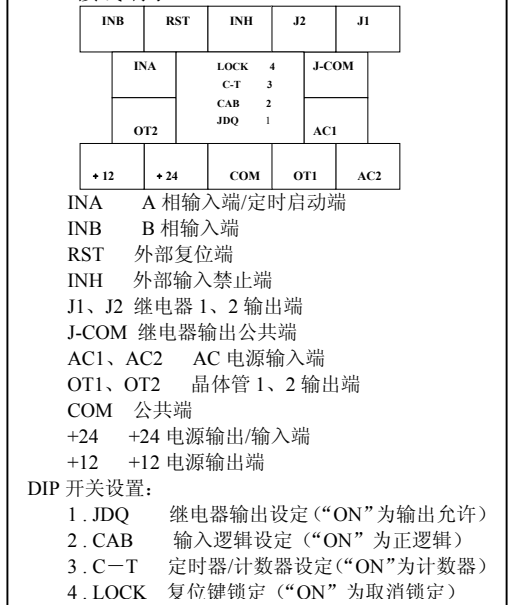 INB RST INH J2 J1
INA LOCK 4 J-COM
C-T 3
CAB 2
JDQ 1
OT2 AC1
+12 +24 COM OT1 AC2
INA A 相输入端/定时启动端
INB B 相输入端
RST 外部复位端
INH 外部输入禁止端
J1、J2 继电器 1、2 输出端
J-COM 继电器输出公共端
AC1、AC2 AC 电源输入端
OT1、OT2 晶体管 1、2 输出端
COM 公共端
+24 +24 电源输出/输入端
+12 +12 电源输出端
DIP 开关设置：
1 . JDQ 继电器输出设定（“ON”为输出允许）
2 . CAB 输入逻辑设定（“ON” 为正逻辑）
3 . C－T 定时器/计数器设定（“ON”为计数器）
4 . LOCK 复位键锁定（“ON” 为取消锁定）